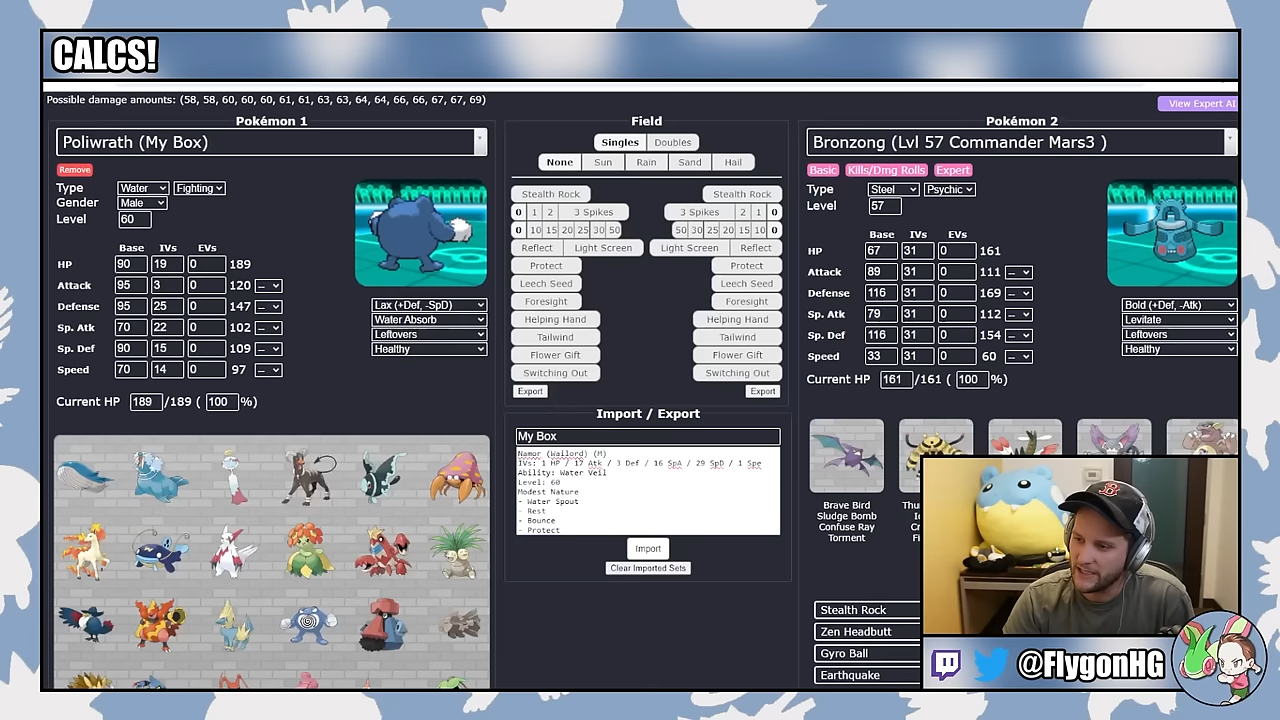 CALCS!
Possible damage amounts: (58, 58, 60, 60, 60, 61, 61, 63, 63, 64, 64, 66, 66, 67, 67, 69)
View Expert AI
Pokémon 1
Poliwrath (My Box)
Remove
Type Water Fighting
Gender Male
Level 60
Base IVs EVs
HP 90 19 0 189
Attack 95 3 0 120 --
Defense 95 25 0 147 --
Sp. Atk 70 22 0 102 --
Sp. Def 90 15 0 109 --
Speed 70 14 0 97 --
Lax (+Def, -SpD)
Water Absorb
Leftovers
Healthy
Current HP 189 /189 ( 100 %)
Field
Singles Doubles
None Sun Rain Sand Hail
Stealth Rock Stealth Rock
0 1 2 3 Spikes 3 Spikes 2 1 0
0 10 15 20 25 30 50 50 30 25 20 15 10 0
Reflect Light Screen Light Screen Reflect
Protect Protect
Leech Seed Leech Seed
Foresight Foresight
Helping Hand Helping Hand
Tailwind Tailwind
Flower Gift Flower Gift
Switching Out Switching Out
Export Export
Import / Export
My Box
Namor (Wailord) (M)
IVs: 1 HP / 17 Atk / 3 Def / 16 SpA / 29 SpD / 1 Spe
Ability: Water Veil
Level: 60
Modest Nature
- Water Spout
- Rest
- Bounce
- Protect
Import
Clear Imported Sets
Pokémon 2
Bronzong (Lvl 57 Commander Mars3 )
Basic Kills/Dmg Rolls Expert
Type Steel Psychic
Level 57
Base IVs EVs
HP 67 31 0 161
Attack 89 31 0 111 --
Defense 116 31 0 169 --
Sp. Atk 79 31 0 112 --
Sp. Def 116 31 0 154 --
Speed 33 31 0 60 --
Bold (+Def, -Atk)
Levitate
Leftovers
Healthy
Current HP 161 /161 ( 100 %)
Brave Bird
Sludge Bomb
Confuse Ray
Torment
Stealth Rock
Zen Headbutt
Gyro Ball
Earthquake
@FlygonHG